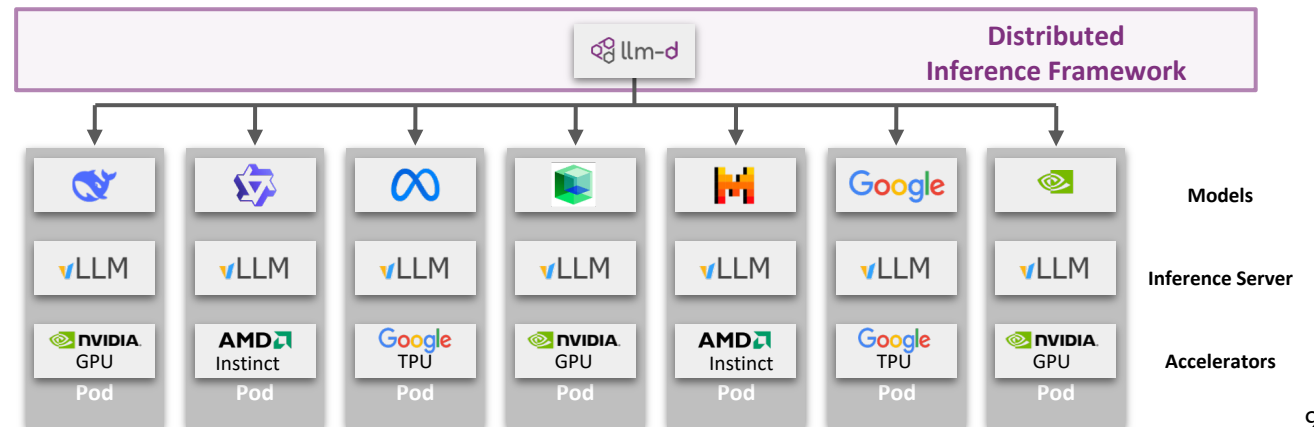 llm-d
Distributed
Inference Framework
Google
Models
vLLM vLLM vLLM vLLM vLLM vLLM vLLM
Inference Server
NVIDIA. AMD Google NVIDIA. AMD Google NVIDIA.
GPU Instinct TPU GPU Instinct TPU GPU
Accelerators
Pod Pod Pod Pod Pod Pod Pod